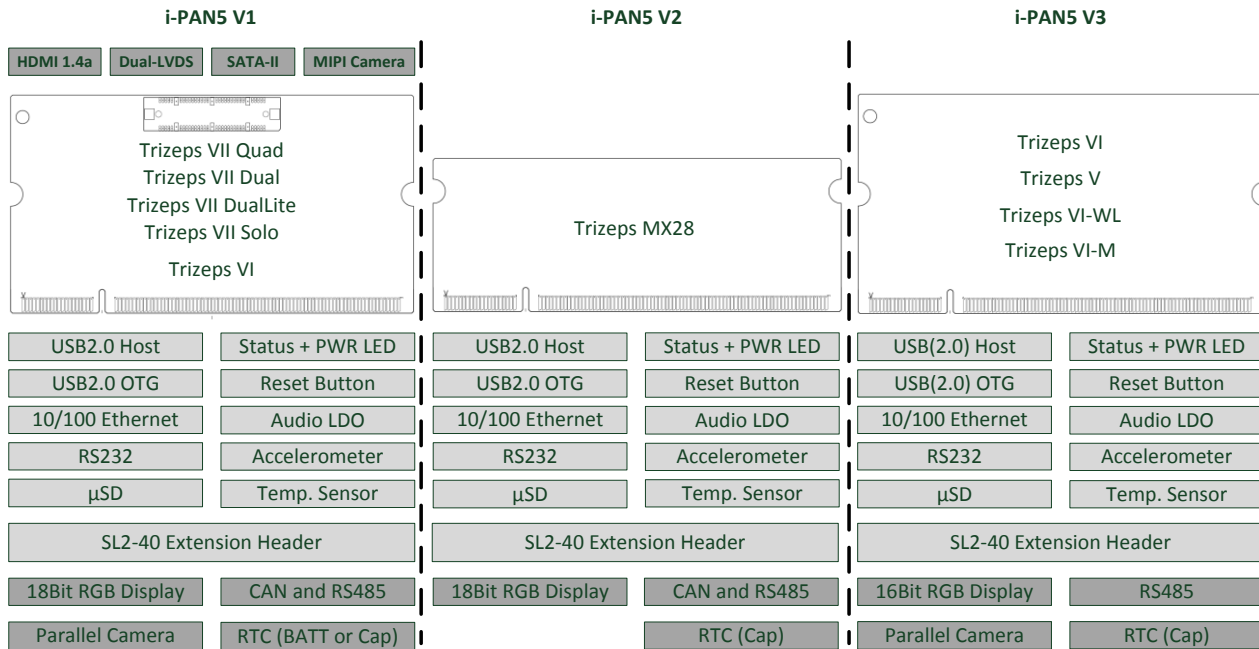 i-PAN5 V1
HDMI 1.4a
Dual-LVDS
SATA-II
MIPI Camera
Trizeps VII Quad
Trizeps VII Dual
Trizeps VII DualLite
Trizeps VII Solo
Trizeps VI
USB2.0 Host
Status + PWR LED
USB2.0 OTG
Reset Button
10/100 Ethernet
Audio LDO
RS232
Accelerometer
µSD
Temp. Sensor
SL2-40 Extension Header
18Bit RGB Display
CAN and RS485
Parallel Camera
RTC (BATT or Cap)
i-PAN5 V2
Trizeps MX28
USB2.0 Host
Status + PWR LED
USB2.0 OTG
Reset Button
10/100 Ethernet
Audio LDO
RS232
Accelerometer
µSD
Temp. Sensor
SL2-40 Extension Header
18Bit RGB Display
CAN and RS485
RTC (Cap)
i-PAN5 V3
Trizeps VI
Trizeps V
Trizeps VI-WL
Trizeps VI-M
USB(2.0) Host
Status + PWR LED
USB(2.0) OTG
Reset Button
10/100 Ethernet
Audio LDO
RS232
Accelerometer
µSD
Temp. Sensor
SL2-40 Extension Header
16Bit RGB Display
RS485
Parallel Camera
RTC (Cap)